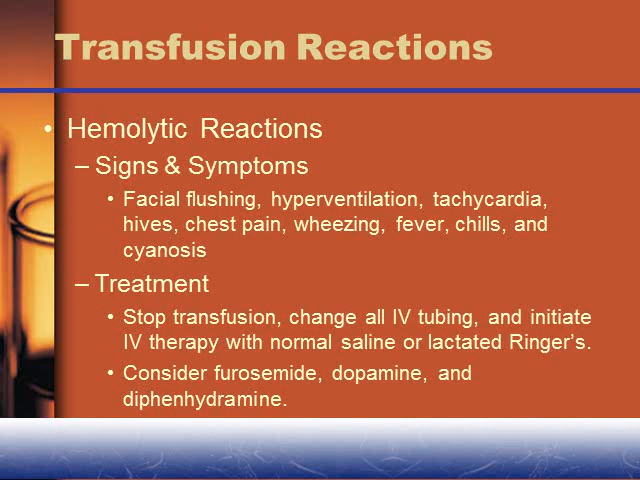 Transfusion Reactions
• Hemolytic Reactions
– Signs & Symptoms
• Facial flushing, hyperventilation, tachycardia,
hives, chest pain, wheezing, fever, chills, and
cyanosis
– Treatment
• Stop transfusion, change all IV tubing, and initiate
IV therapy with normal saline or lactated Ringer's.
• Consider furosemide, dopamine, and
diphenhydramine.